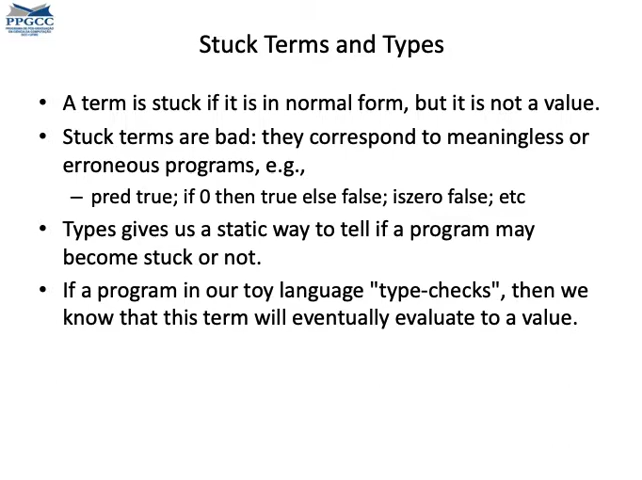 PPGCC
Stuck Terms and Types
• A term is stuck if it is in normal form, but it is not a value.
• Stuck terms are bad: they correspond to meaningless or
erroneous programs, e.g.,
– pred true; if 0 then true else false; iszero false; etc
• Types gives us a static way to tell if a program may
become stuck or not.
• If a program in our toy language "type-checks", then we
know that this term will eventually evaluate to a value.